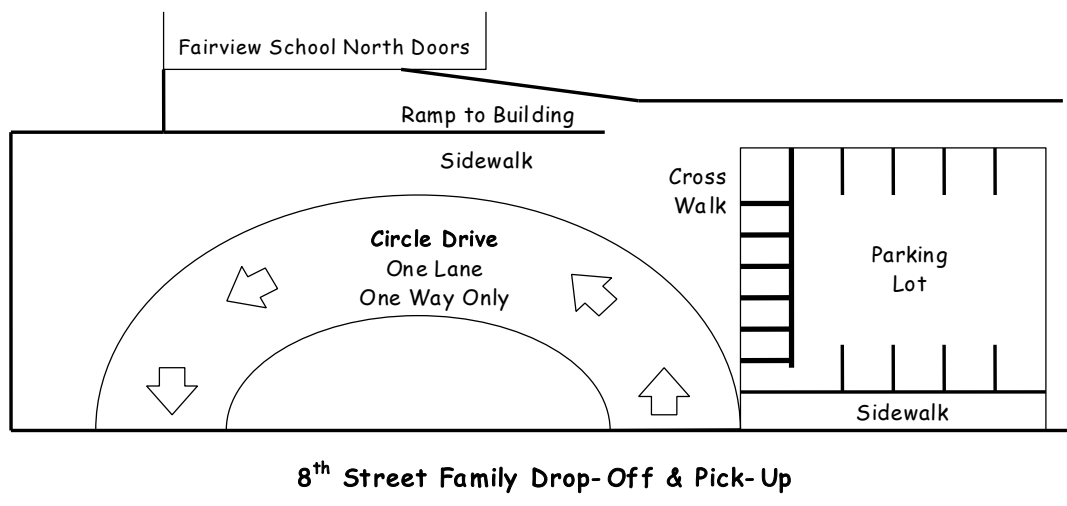 Fairview School North Doors
Ramp to Building
Sidewalk
Cross
Walk
Circle Drive
One Lane
One Way Only
Parking
Lot
Sidewalk
8th Street Family Drop-Off & Pick-Up